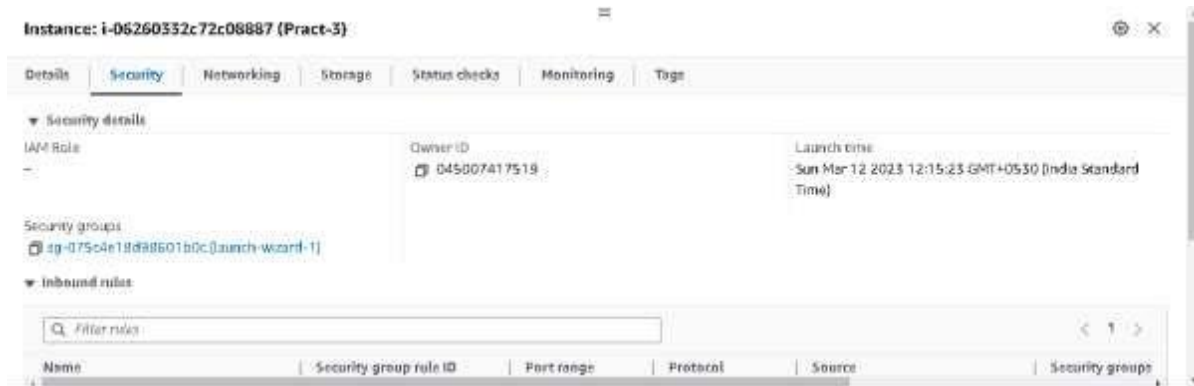 Instance: i-06260332c72c08887 (Pract-3)
Details Security Networking Storage Status checks Monitoring Tags
Security details
IAM Role Owner ID Launch time
– 045007417519 Sun Mar 12 2023 12:15:23 GMT+0530 (India Standard
Time)
Security groups
sg-075c4e18d98601b0c (launch-wizard-1)
Inbound rules
Filter rules
1
Name Security group rule ID Port range Protocol Source Security groups